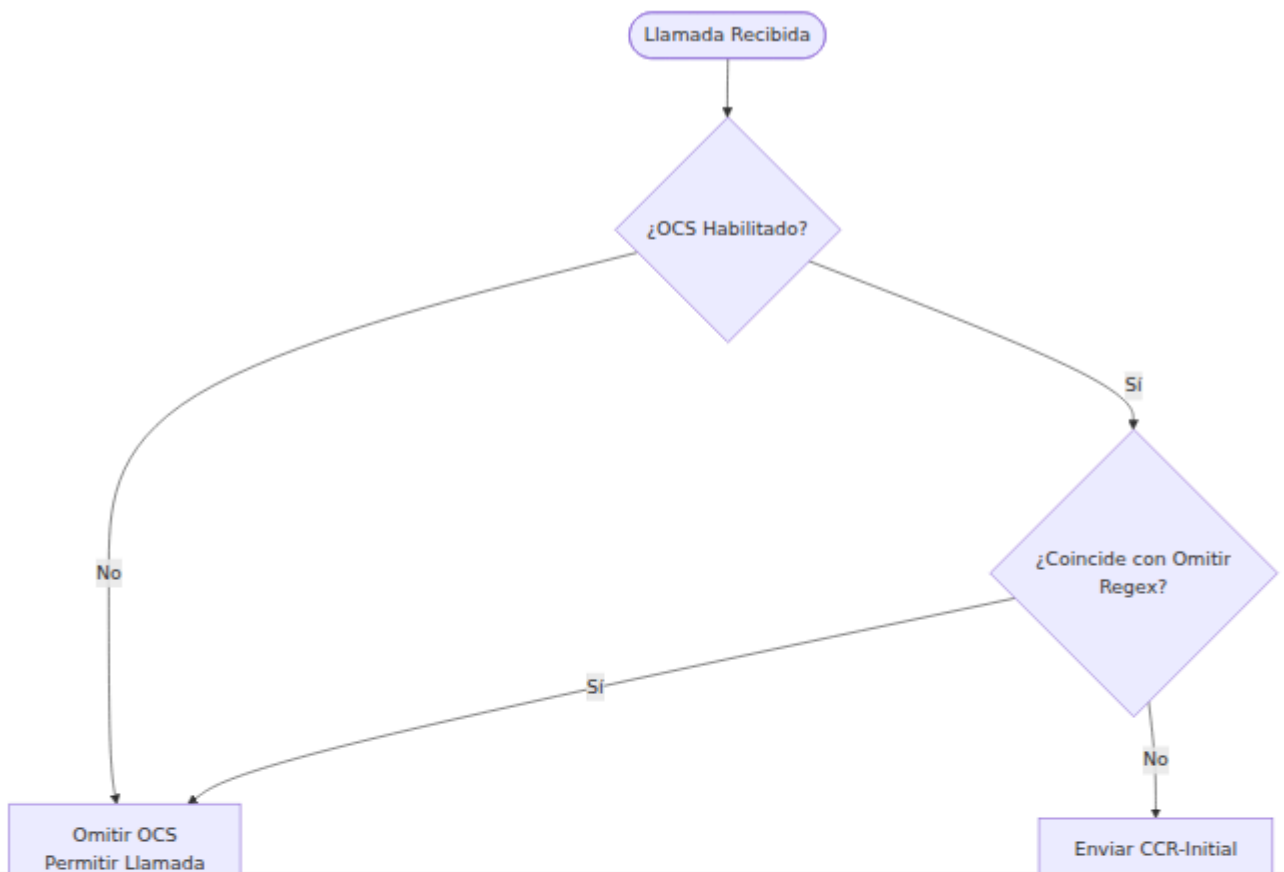 Llamada Recibida
¿OCS Habilitado?
Sí
¿Coincide con Omitir
Regex?
No
Sí
No
Omitir OCS
Permitir Llamada
Enviar CCR-Initial